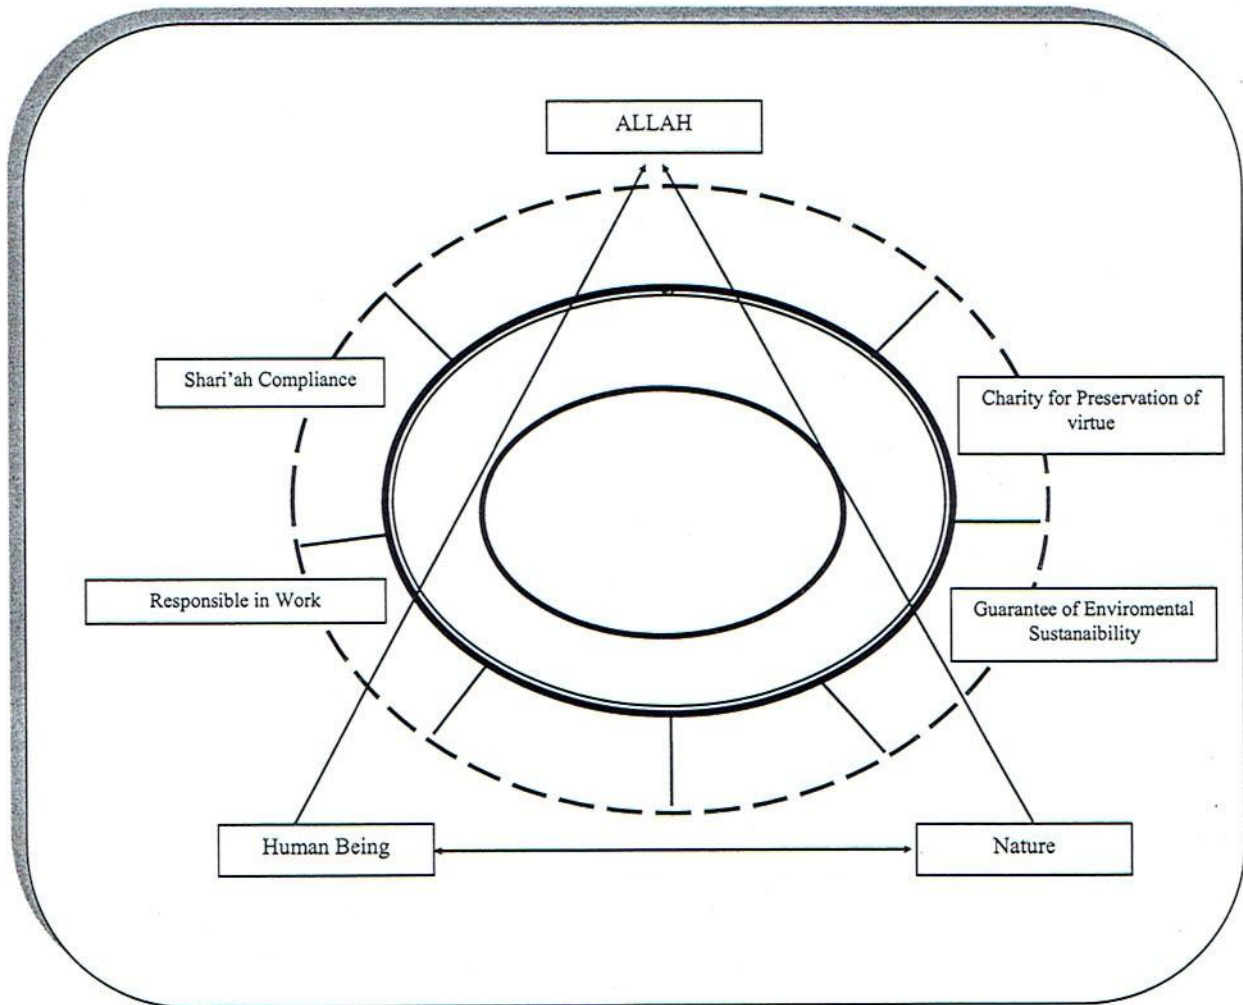 ALLAH
Shari'ah Compliance
Charity for Preservation of
virtue
Responsible in Work
Guarantee of Enviromental
Sustanaibility
Human Being
Nature